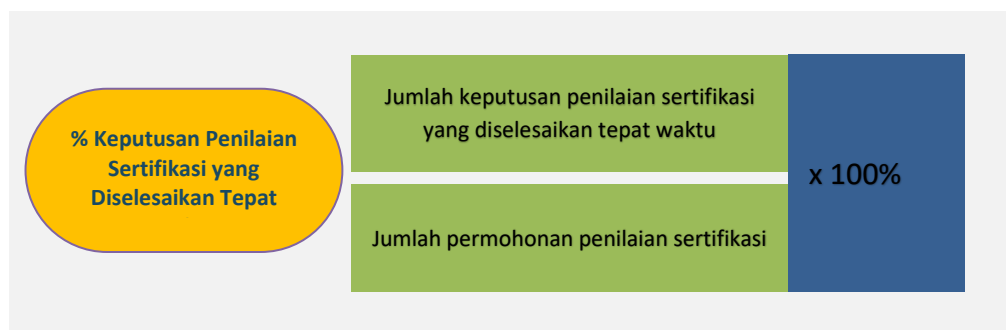 % Keputusan Penilaian
Sertifikasi yang
Diselesaikan Tepat
Jumlah keputusan penilaian sertifikasi
yang diselesaikan tepat waktu
Jumlah permohonan penilaian sertifikasi
x 100%